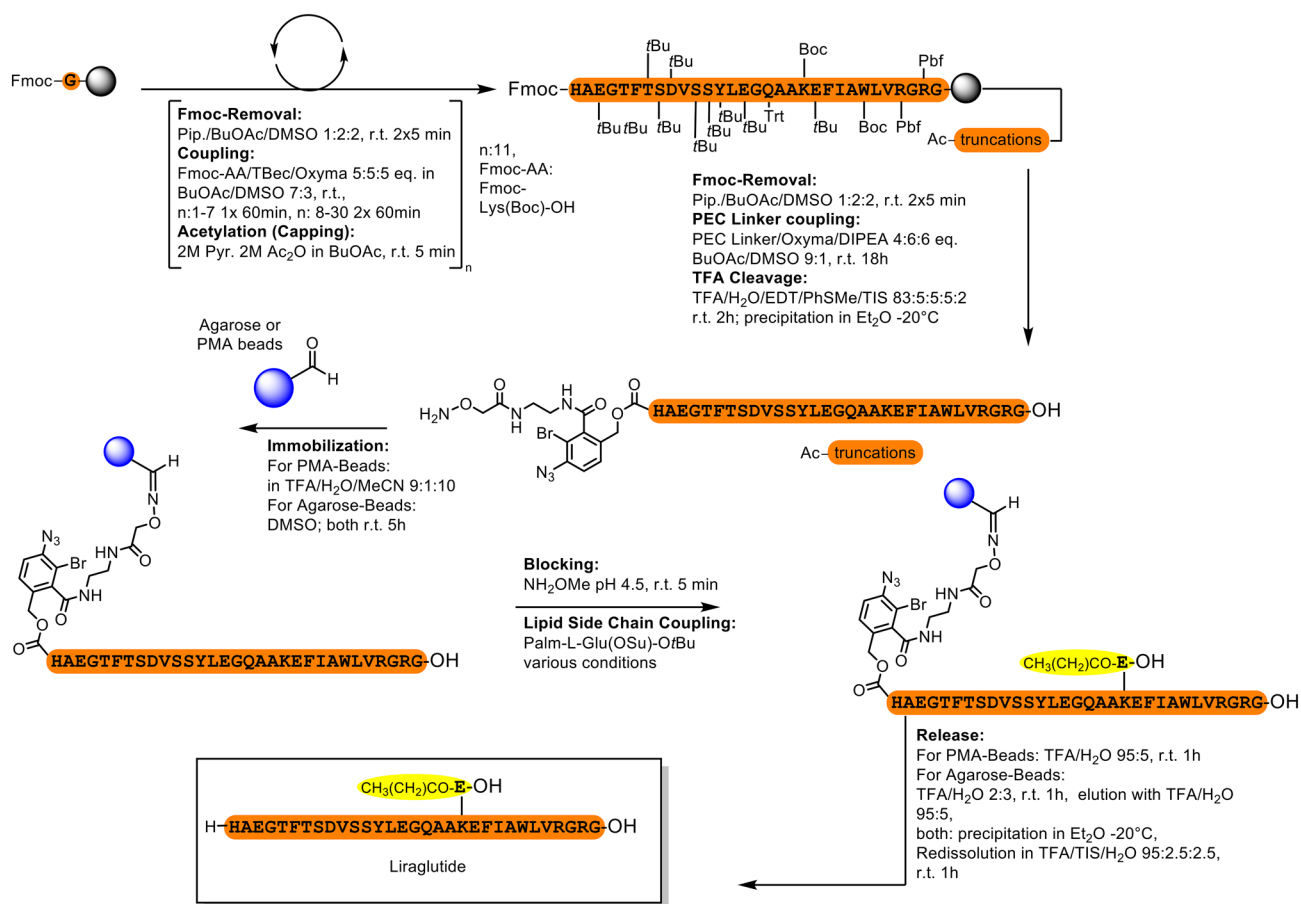 Fmoc-G
Fmoc-Removal:
Pip./BuOAc/DMSO 1:2:2, r.t. 2x5 min
Coupling:
Fmoc-AA/TBec/Oxyma 5:5:5 eq. in
BuOAc/DMSO 7:3, r.t.,
n:1-7 1x 60min, n: 8-30 2x 60min
Acetylation (Capping):
2M Pyr. 2M Ac2O in BuOAc, r.t. 5 min
n
n:11,
Fmoc-AA:
Fmoc-
Lys(Boc)-OH
tBu
tBu
Boc
Pbf
Fmoc-HAEGTFTSDVSSYLEGQAAKEFIAWLVRGRG
tBu tBu tBu tBu tBu tBu tBu Trt tBu Boc Pbf
Ac-truncations
Fmoc-Removal:
Pip./BuOAc/DMSO 1:2:2, r.t. 2x5 min
PEC Linker coupling:
PEC Linker/Oxyma/DIPEA 4:6:6 eq.
BuOAc/DMSO 9:1, r.t. 18h
TFA Cleavage:
TFA/H2O/EDT/PhSMe/TIS 83:5:5:5:2
r.t. 2h; precipitation in Et2O -20°C
H2N O O N H H N O Br N3 O O
HAEGTFTSDVSSYLEGQAAKEFIAWLVRGRG-OH
Ac-truncations
Agarose or
PMA beads
O
H
Immobilization:
For PMA-Beads:
in TFA/H2O/MeCN 9:1:10
For Agarose-Beads:
DMSO; both r.t. 5h
H
N
O
N3 HN O
Br
NH
O
O
O
HAEGTFTSDVSSYLEGQAAKEFIAWLVRGRG-OH
Blocking:
NH2OMe pH 4.5, r.t. 5 min
Lipid Side Chain Coupling:
Palm-L-Glu(OSu)-OtBu
various conditions
H
N
O
N3 HN O
Br
NH
O
O
O
CH3(CH2)CO-E-OH
HAEGTFTSDVSSYLEGQAAKEFIAWLVRGRG-OH
Release:
For PMA-Beads: TFA/H2O 95:5, r.t. 1h
For Agarose-Beads:
TFA/H2O 2:3, r.t. 1h, elution with TFA/H2O
95:5,
both: precipitation in Et2O -20°C,
Redissolution in TFA/TIS/H2O 95:2.5:2.5,
r.t. 1h
CH3(CH2)CO-E-OH
H-HAEGTFTSDVSSYLEGQAAKEFIAWLVRGRG-OH
Liraglutide